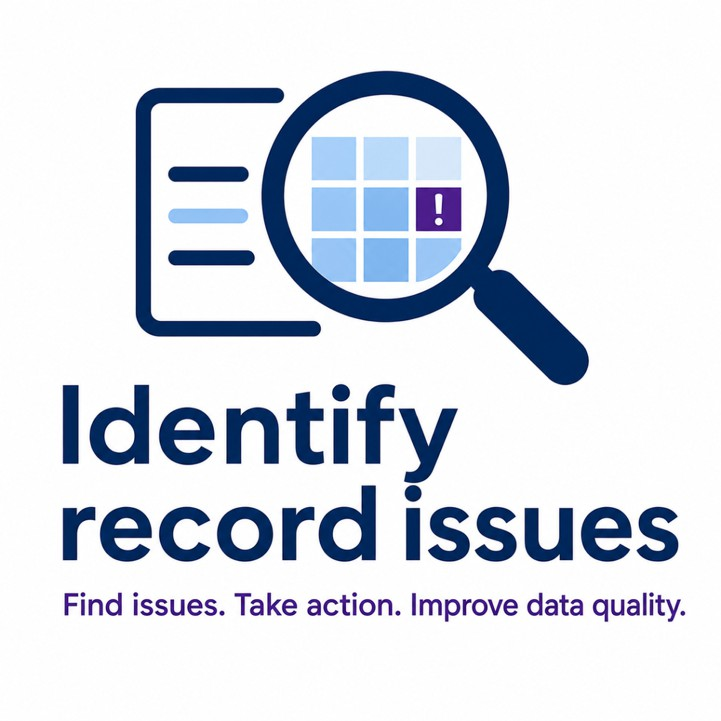 !
Identify
record issues
Find issues. Take action. Improve data quality.